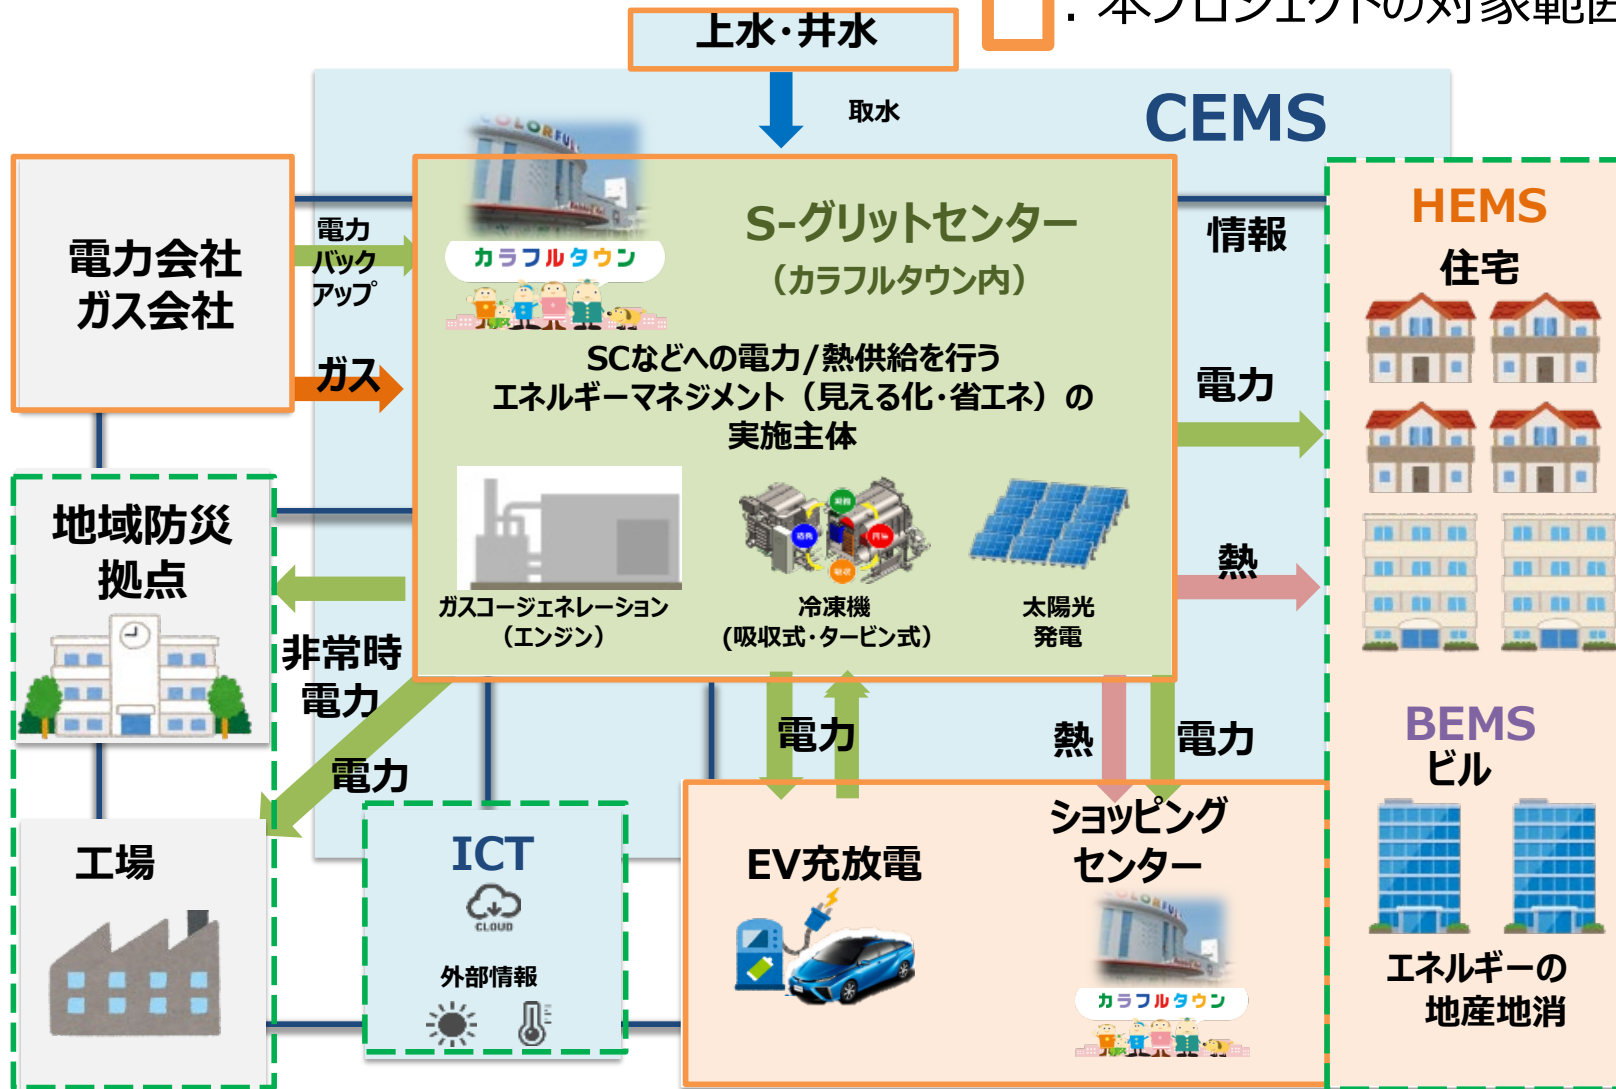 ：本プロジェクトの対象範囲
上水・井水
取水
CEMS
電力会社
ガス会社
電力
バック
アップ
ガス
COLORFUL
カラフルタウン
S-グリットセンター
（カラフルタウン内）
SCなどへの電力/熱供給を行う
エネルギーマネジメント（見える化・省エネ）の
実施主体
ガスコージェネレーション
（エンジン）
冷凍機
(吸収式・タービン式)
太陽光
発電
情報
電力
熱
HEMS
住宅
BEMS
ビル
エネルギーの
地産地消
地域防災
拠点
非常時
電力
電力
工場
ICT
CLOUD
外部情報
電力
熱
電力
EV充放電
ショッピング
センター
COLORFUL
カラフルタウン